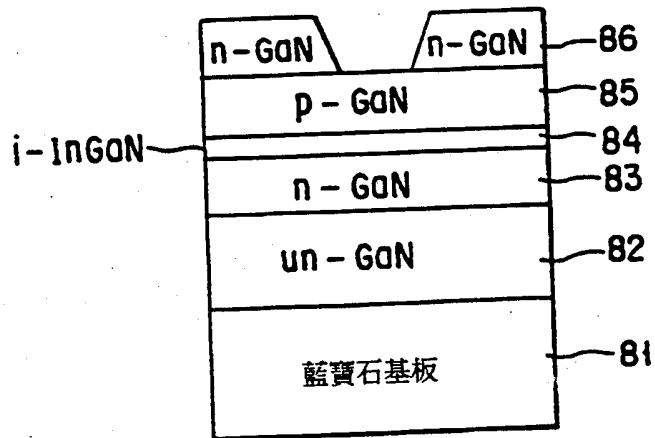 n-GaN n-GaN 86
p-GaN 85
84
i-InGaN
n-GaN 83
un-GaN 82
藍寶石基板 81